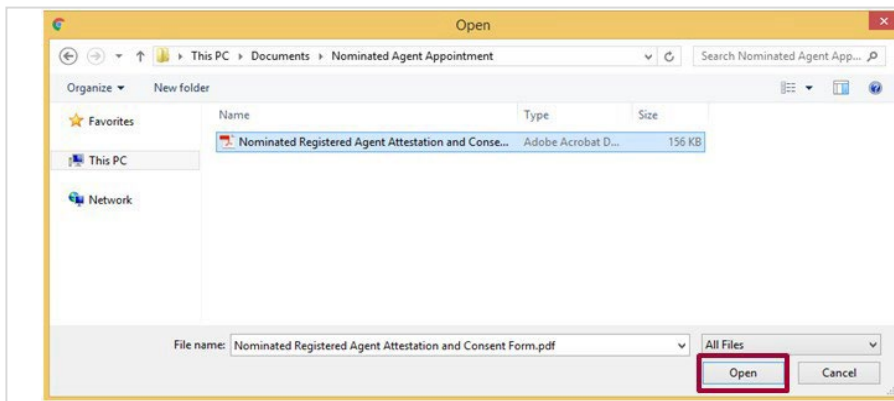 Open
This PC Documents Nominated Agent Appointment Search Nominated Agent App...
Organize New folder
Name Type Size
Favorites
Nominated Registered Agent Attestation and Conse... Adobe Acrobat D... 156 KB
This PC
Network
File name: Nominated Registered Agent Attestation and Consent Form.pdf All Files
Open Cancel